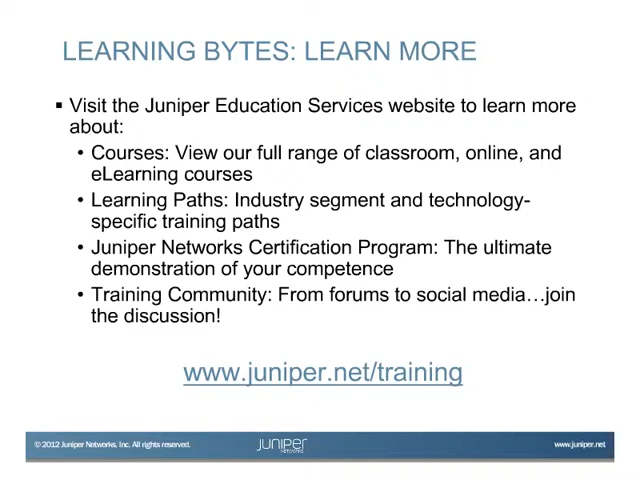 LEARNING BYTES: LEARN MORE
▪ Visit the Juniper Education Services website to learn more
about:
• Courses: View our full range of classroom, online, and
eLearning courses
• Learning Paths: Industry segment and technology-
specific training paths
• Juniper Networks Certification Program: The ultimate
demonstration of your competence
• Training Community: From forums to social media…join
the discussion!
www.juniper.net/training
© 2012 Juniper Networks, Inc. All rights reserved.
JUNIPER
NETWORKS
www.juniper.net